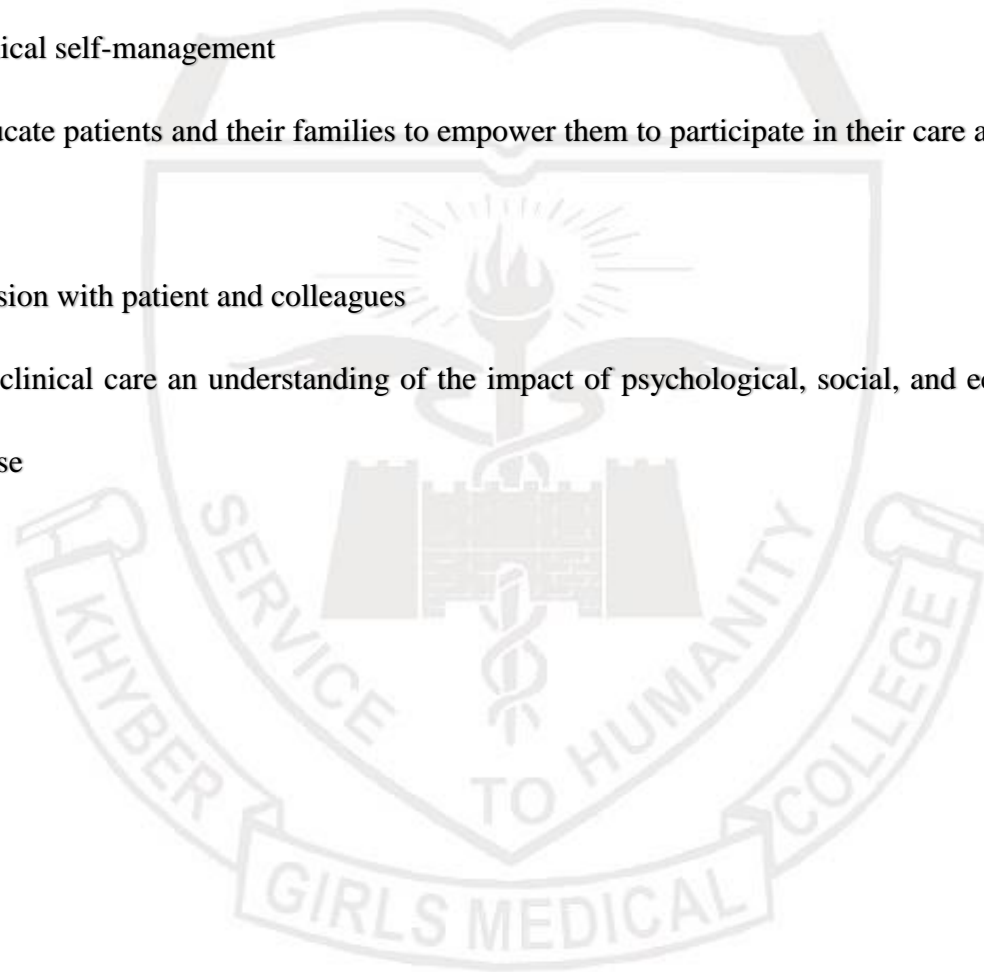 ical self-management
ucate patients and their families to empower them to participate in their care a
sion with patient and colleagues
clinical care an understanding of the impact of psychological, social, and e
se
SERVICE TO HUMANITY
KHYBER GIRLS MEDICAL COLLEGE